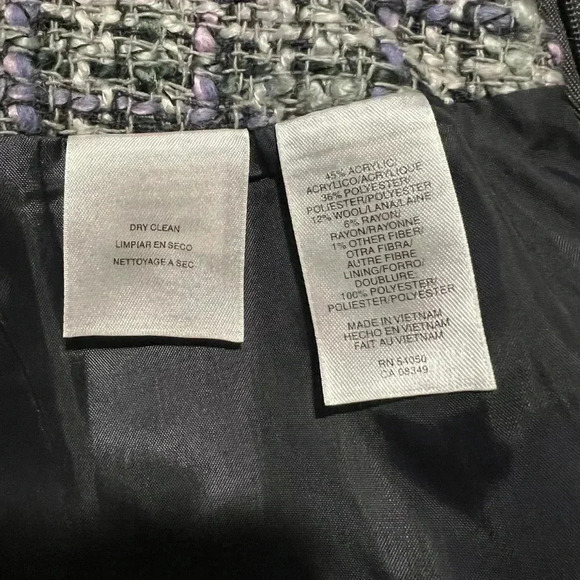 DRY CLEAN
LIMPIAR EN SECO
NETTOYAGE A SEC
45% ACRYLIC/
ACRYLICO/ACRYLIQUE
36% POLYESTER/
POLIESTER/POLYESTER
12% WOOL/LANA/LAINE
6% RAYON/
RAYON/RAYONNE
1% OTHER FIBER/
OTRA FIBRA/
AUTRE FIBRE
LINING/FORRO/
DOUBLURE:
100% POLYESTER/
POLIESTER/POLYESTER
MADE IN VIETNAM
HECHO EN VIETNAM
FAIT AU VIETNAM
RN 54050
CA 08349